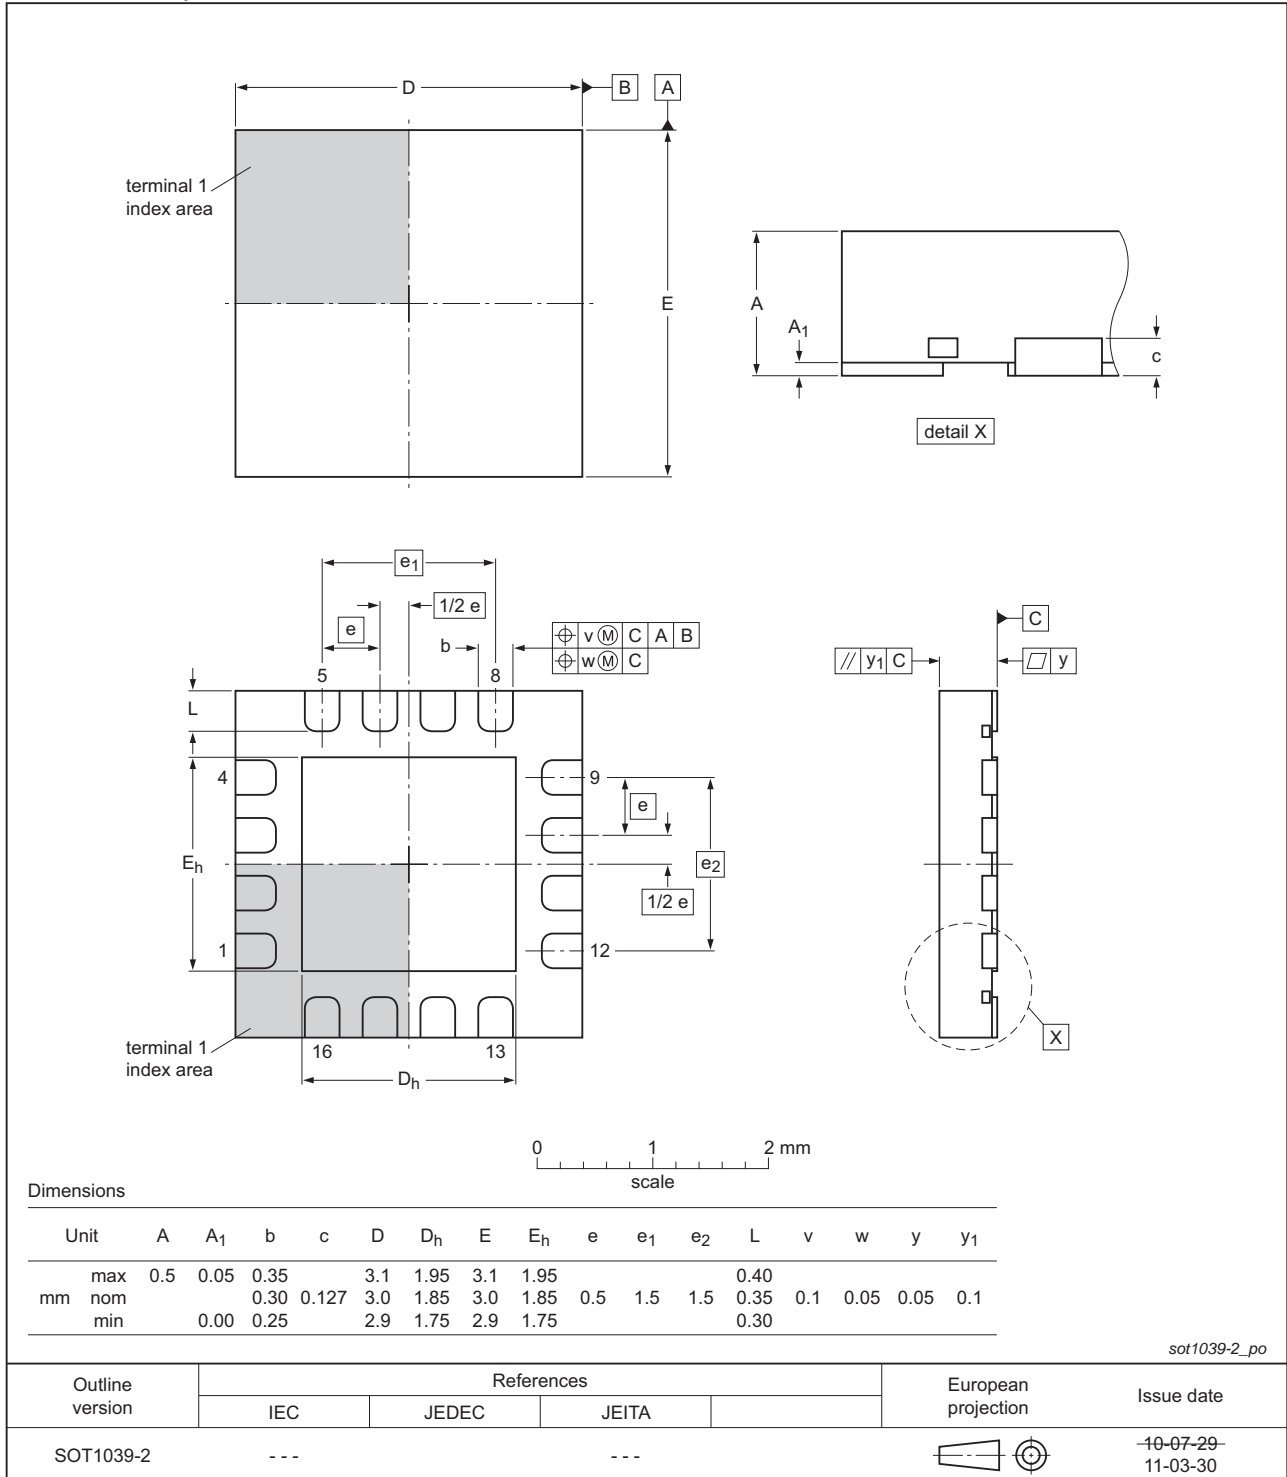 D
B
A
terminal 1
index area
E
A
A1
c
detail X
e1
1/2 e
e
b
v M C A B
w M C
5
8
C
// y1 C
y
L
4
9
e
Eh
e2
1/2 e
1
12
terminal 1
index area
16
13
Dh
X
0 1 2 mm
scale
Dimensions
Unit A A1 b c D Dh E Eh e e1 e2 L v w y y1
max 0.5 0.05 0.35 3.1 1.95 3.1 1.95 0.40
mm nom 0.30 0.127 3.0 1.85 3.0 1.85 0.5 1.5 1.5 0.35 0.1 0.05 0.05 0.1
min 0.00 0.25 2.9 1.75 2.9 1.75 0.30
sot1039-2_po
Outline version
References
European projection
Issue date
IEC JEDEC JEITA
SOT1039-2 - - - - - -
10-07-29
11-03-30